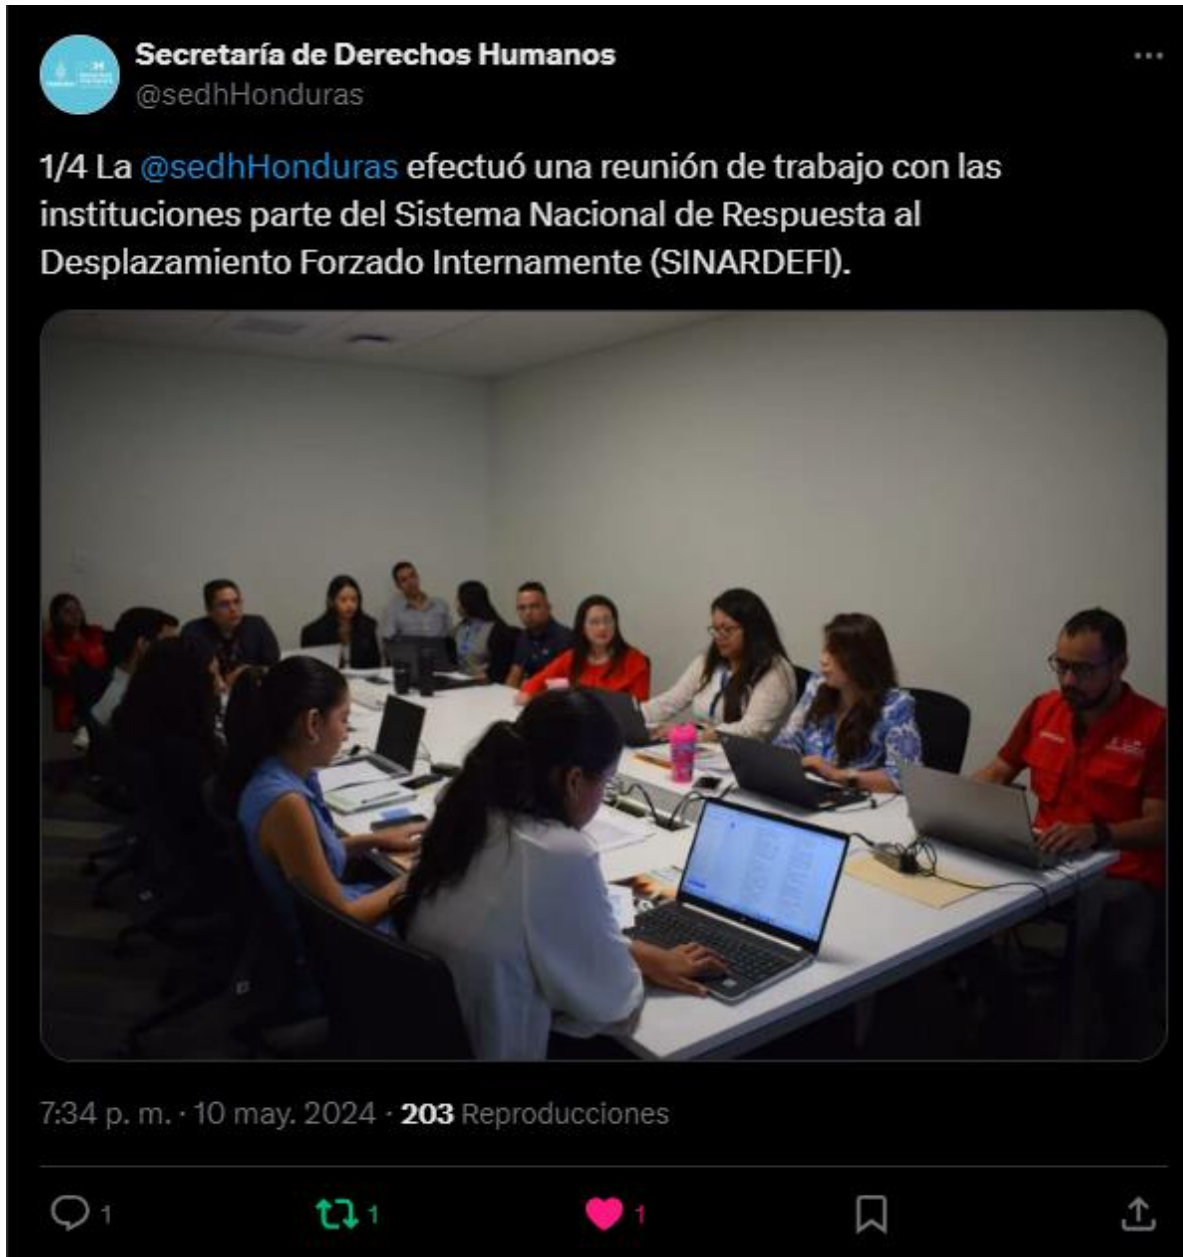 Secretaría de Derechos Humanos
@sedhHonduras
1/4 La @sedhHonduras efectuó una reunión de trabajo con las
instituciones parte del Sistema Nacional de Respuesta al
Desplazamiento Forzado Internamente (SINARDEFI).
7:34 p. m. · 10 may. 2024 · 203 Reproducciones
1 1 1